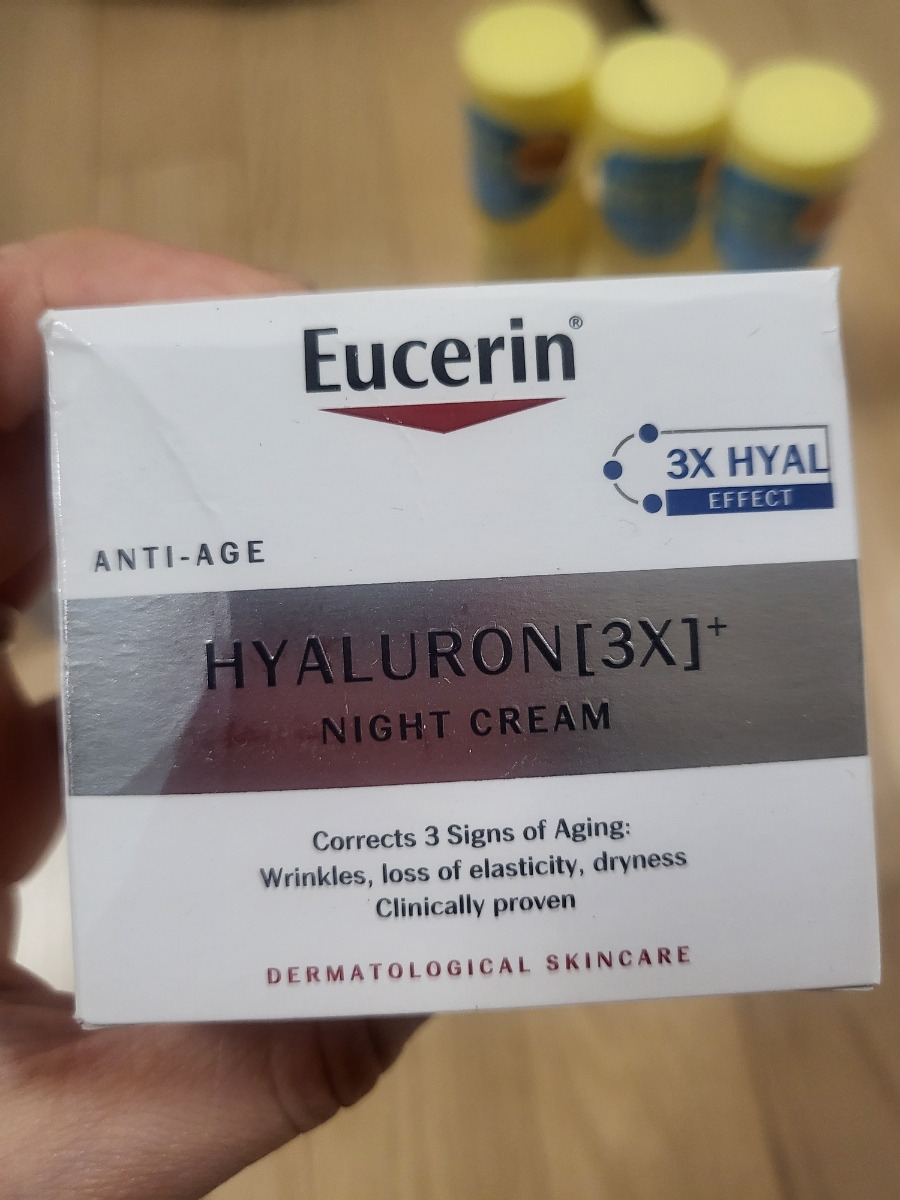 Eucerin®
3X HYAL
EFFECT
ANTI-AGE
HYALURON[3X]+
NIGHT CREAM
Corrects 3 Signs of Aging:
Wrinkles, loss of elasticity, dryness
Clinically proven
DERMATOLOGICAL SKINCARE